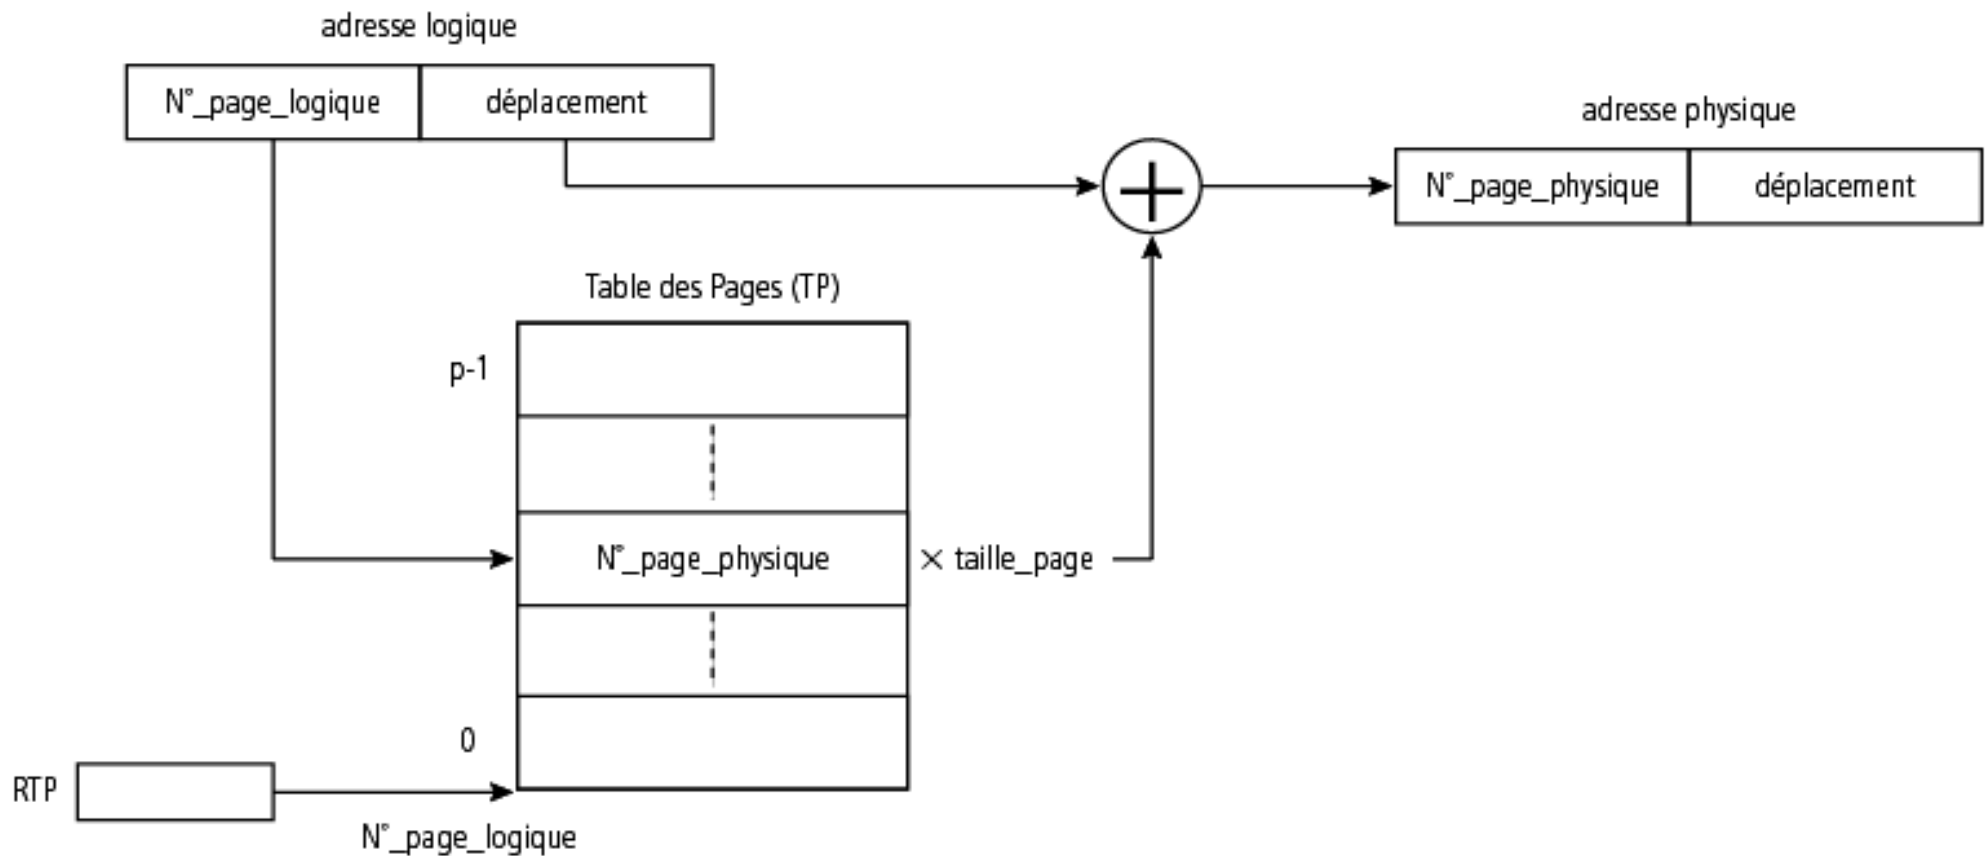 adresse logique
N°_page_logique déplacement
adresse physique
N°_page_physique déplacement
Table des Pages (TP)
p-1
N°_page_physique × taille_page
0
RTP
N°_page_logique